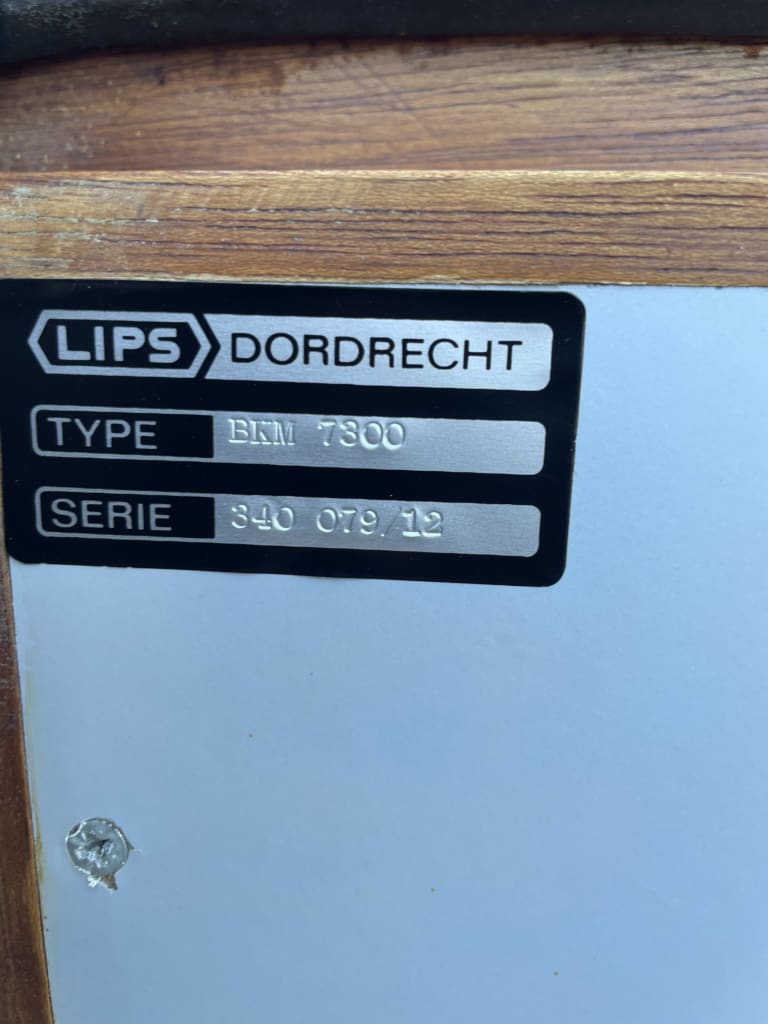 LIPS DORDRECHT
TYPE BKM 7300
SERIE 340 079/12